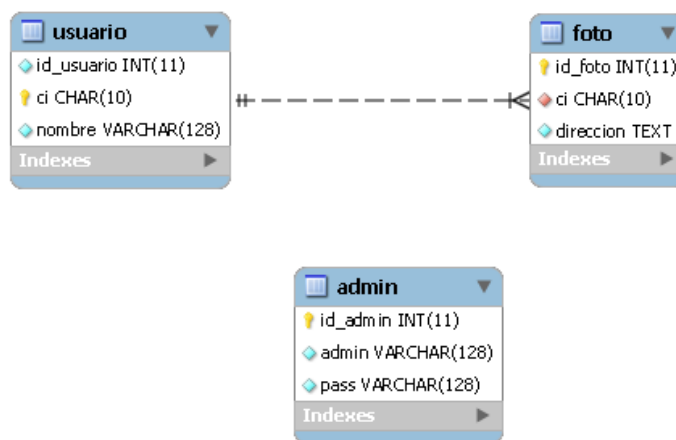 usuario
id_usuario INT(11)
ci CHAR(10)
nombre VARCHAR(128)
Indexes
foto
id_foto INT(11)
ci CHAR(10)
direccion TEXT
Indexes
admin
id_admin INT(11)
admin VARCHAR(128)
pass VARCHAR(128)
Indexes